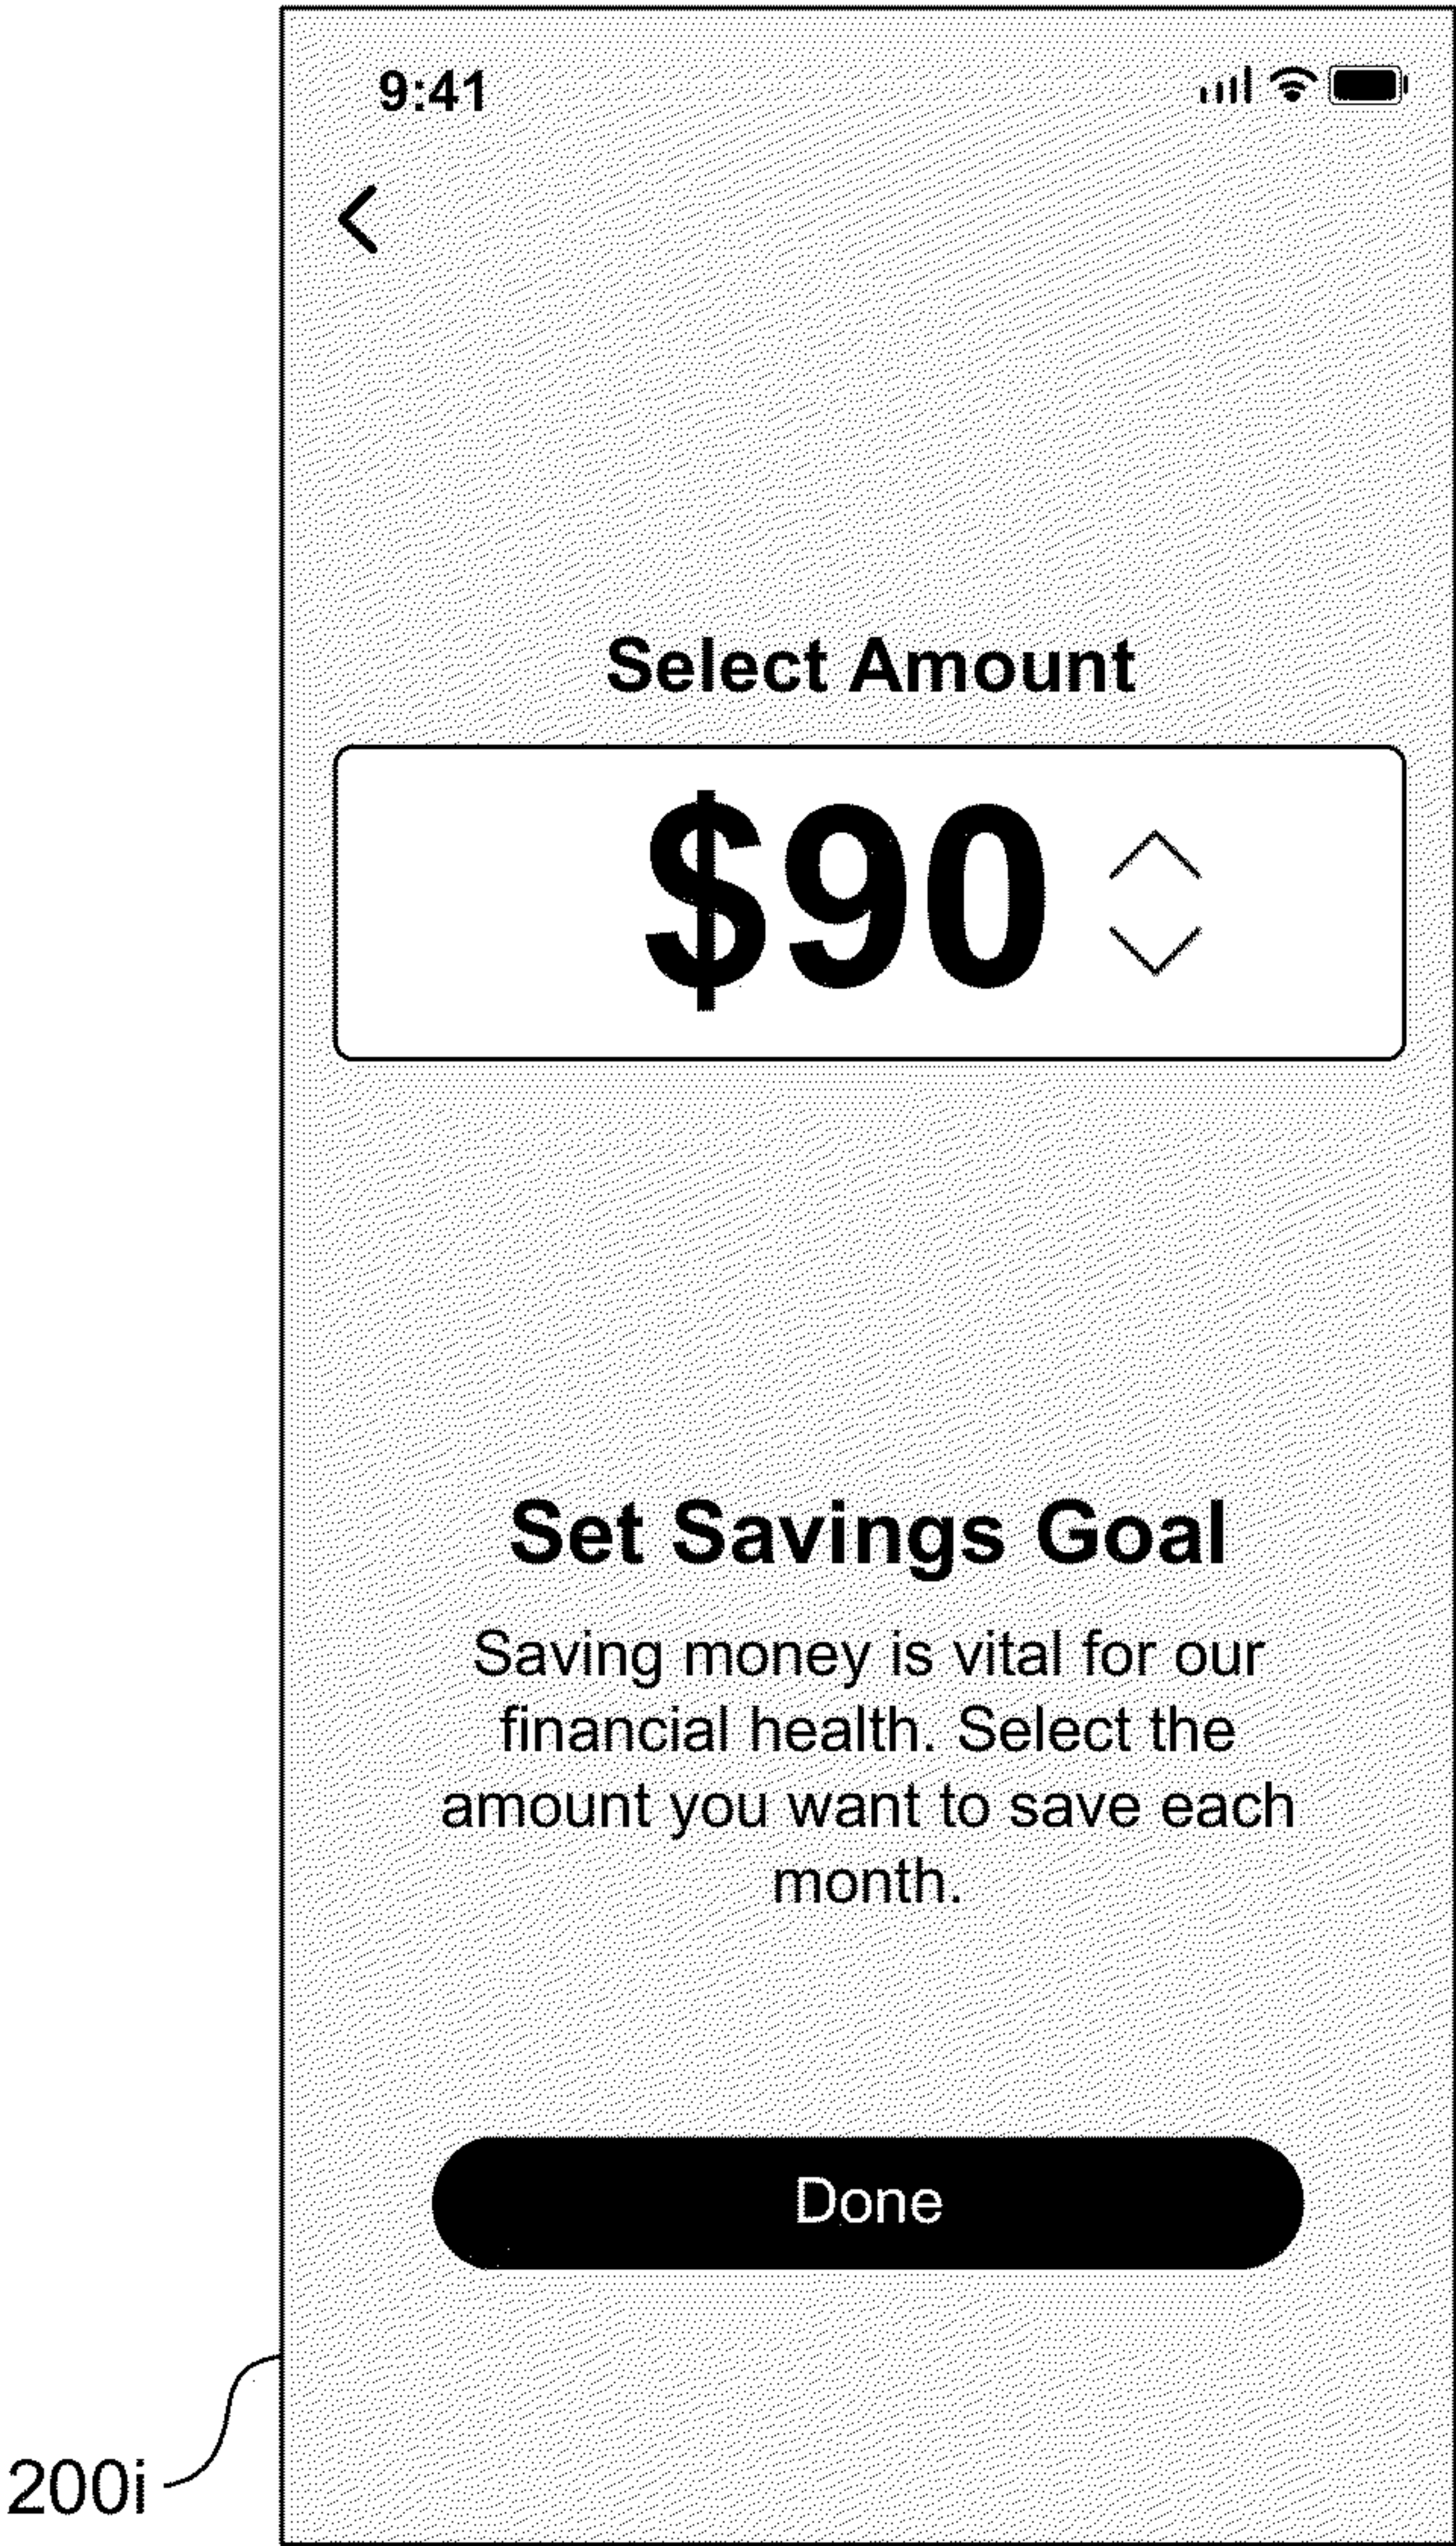 9:41
Select Amount
$90
Set Savings Goal
Saving money is vital for our
financial health. Select the
amount you want to save each
month.
Done
200i